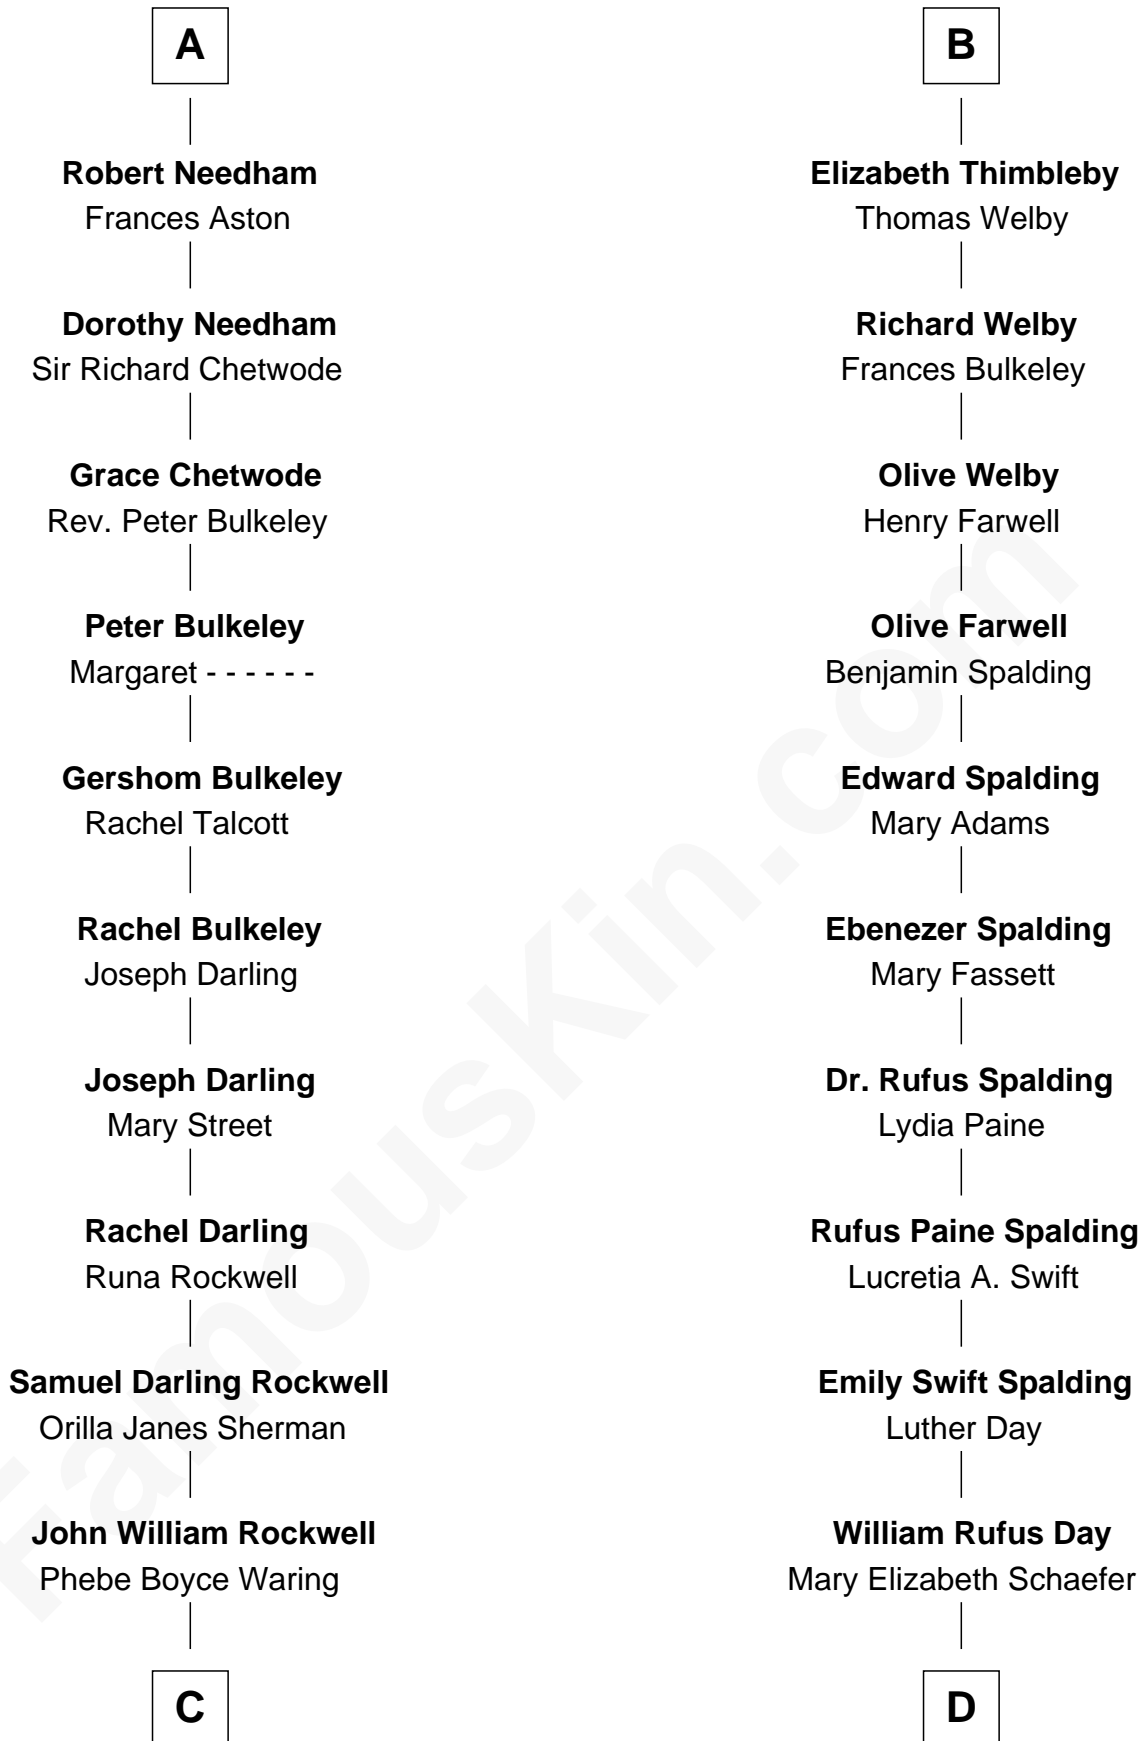 A
Robert Needham
Frances Aston
Dorothy Needham
Sir Richard Chetwode
Grace Chetwode
Rev. Peter Bulkeley
Peter Bulkeley
Margaret - - - - - -
Gershom Bulkeley
Rachel Talcott
Rachel Bulkeley
Joseph Darling
Joseph Darling
Mary Street
Rachel Darling
Runa Rockwell
Samuel Darling Rockwell
Orilla Janes Sherman
John William Rockwell
Phebe Boyce Waring
C
B
Elizabeth Thimbleby
Thomas Welby
Richard Welby
Frances Bulkeley
Olive Welby
Henry Farwell
Olive Farwell
Benjamin Spalding
Edward Spalding
Mary Adams
Ebenezer Spalding
Mary Fassett
Dr. Rufus Spalding
Lydia Paine
Rufus Paine Spalding
Lucretia A. Swift
Emily Swift Spalding
Luther Day
William Rufus Day
Mary Elizabeth Schaefer
D
FamousKin.com